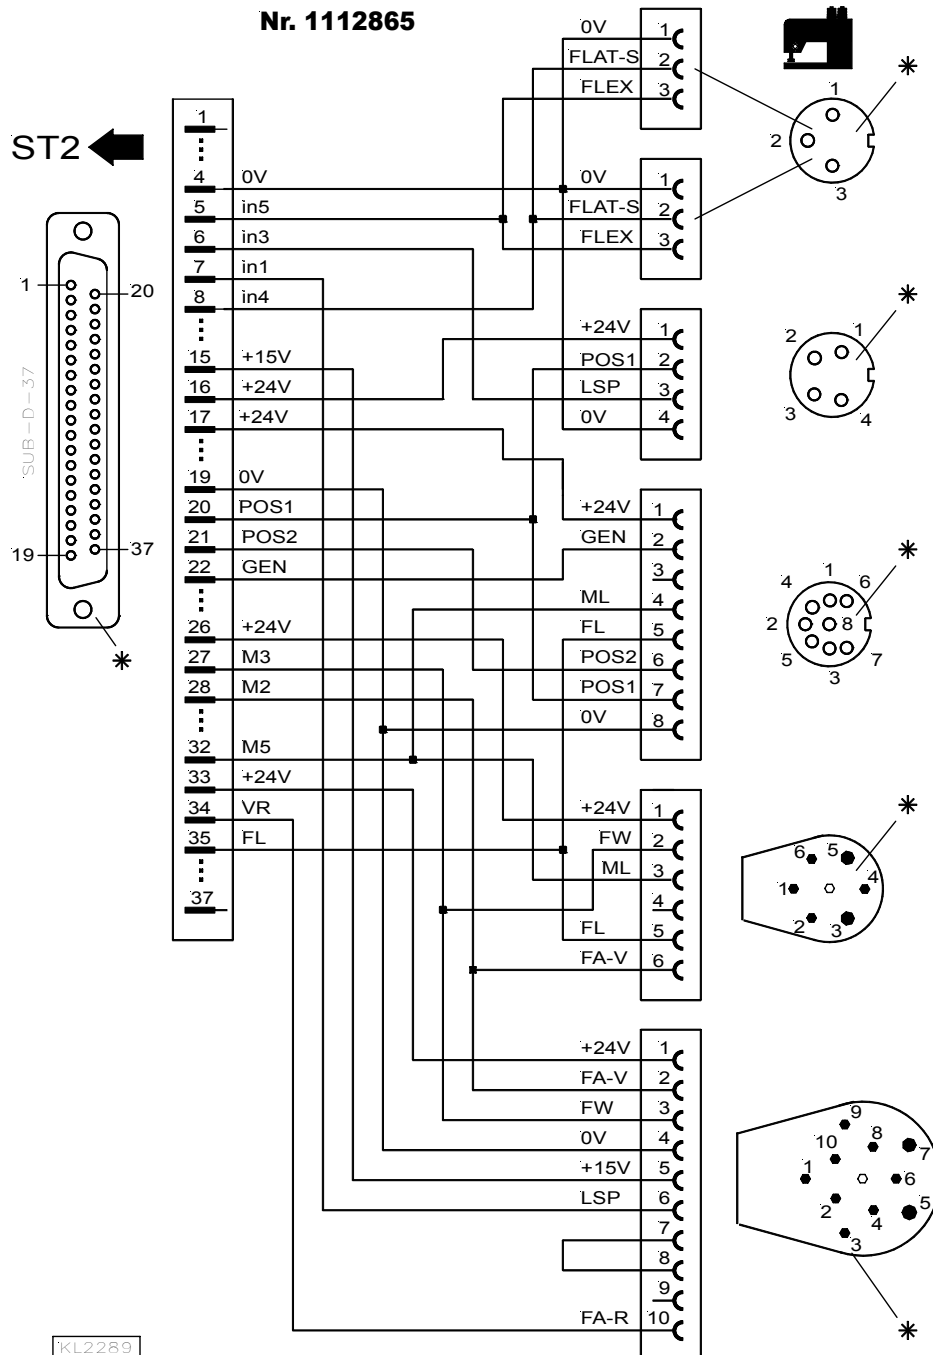 Nr. 1112865
ST2
1
4 0V
5 in5
6 in3
7 in1
8 in4
15 +15V
16 +24V
17 +24V
19 0V
20 POS1
21 POS2
22 GEN
26 +24V
27 M3
28 M2
32 M5
33 +24V
34 VR
35 FL
37
1 20
SUB-D-37
19 37
0V 1
FLAT-S 2
FLEX 3
0V 1
FLAT-S 2
FLEX 3
+24V 1
POS1 2
LSP 3
0V 4
+24V 1
GEN 2
3
ML 4
FL 5
POS2 6
POS1 7
0V 8
+24V 1
FW 2
ML 3
4
FL 5
FA-V 6
+24V 1
FA-V 2
FW 3
0V 4
+15V 5
LSP 6
7
8
9
FA-R 10
1
2
3
2 1
3 4
4 1 6
2 8
5 3 7
6 5
1 4
2 3
9
10 8 7
1 6
2 4 5
3
KL2289